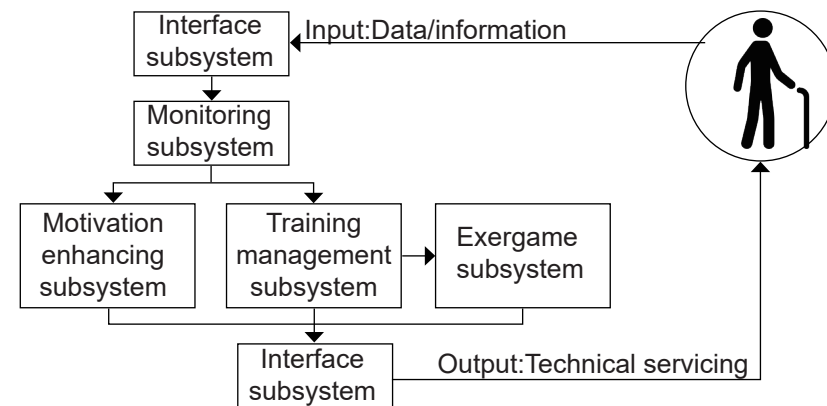 Interface
subsystem
Input:Data/information
Monitoring
subsystem
Motivation
enhancing
subsystem
Training
management
subsystem
Exergame
subsystem
Interface
subsystem
Output:Technical servicing